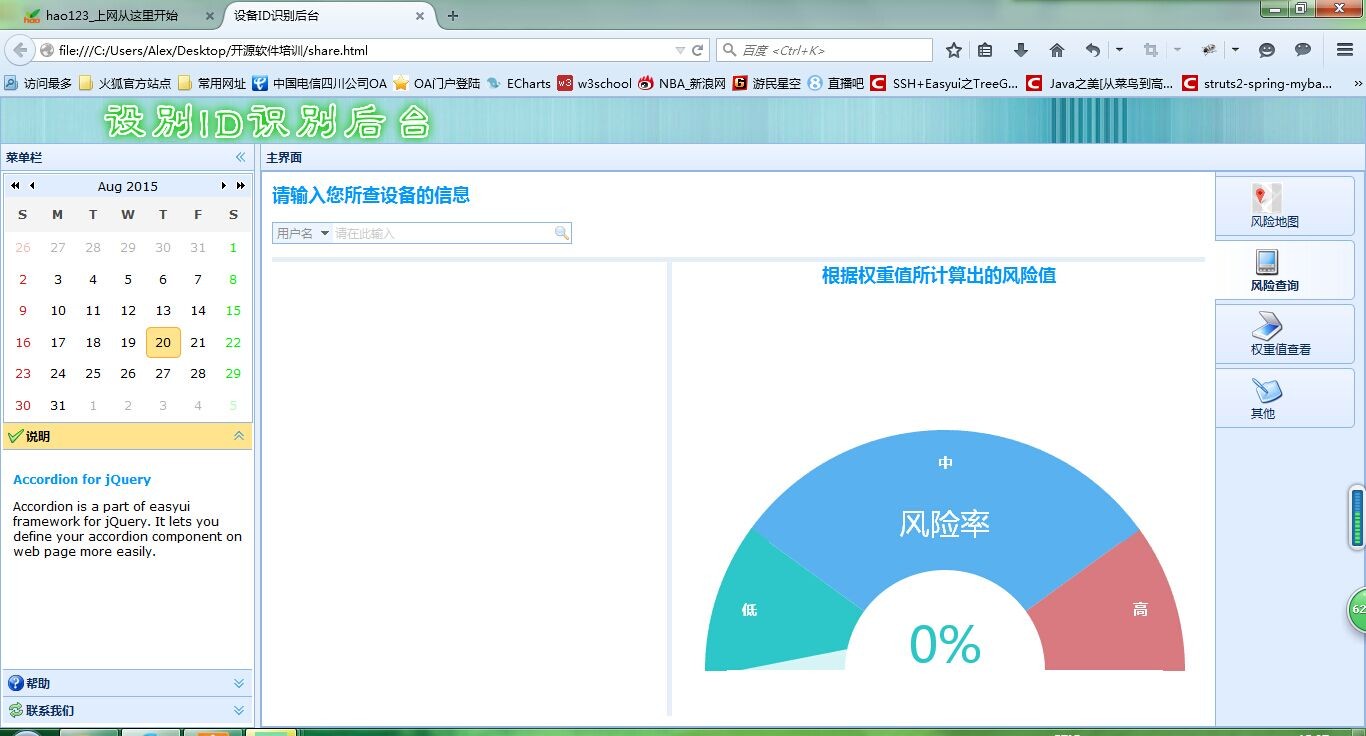 hao123_上网从这里开始
设备ID识别后台
file:///C:/Users/Alex/Desktop/开源软件培训/share.html
百度 <Ctrl+K>
访问最多 火狐官方站点 常用网址 中国电信四川公司OA OA门户登陆 ECharts w3 w3school NBA_新浪网 游民星空 直播吧 SSH+Easyui之TreeG... Java之美[从菜鸟到高... struts2-spring-myba... »
设别ID识别后台
菜单栏
Aug 2015
S M T W T F S
26 27 28 29 30 31 1
2 3 4 5 6 7 8
9 10 11 12 13 14 15
16 17 18 19 20 21 22
23 24 25 26 27 28 29
30 31 1 2 3 4 5
说明
Accordion for jQuery
Accordion is a part of easyui
framework for jQuery. It lets you
define your accordion component on
web page more easily.
帮助
联系我们
主界面
请输入您所查设备的信息
用户名 请在此输入
根据权重值所计算出的风险值
中
风险率
低
高
0%
风险地图
风险查询
权重值查看
其他
62